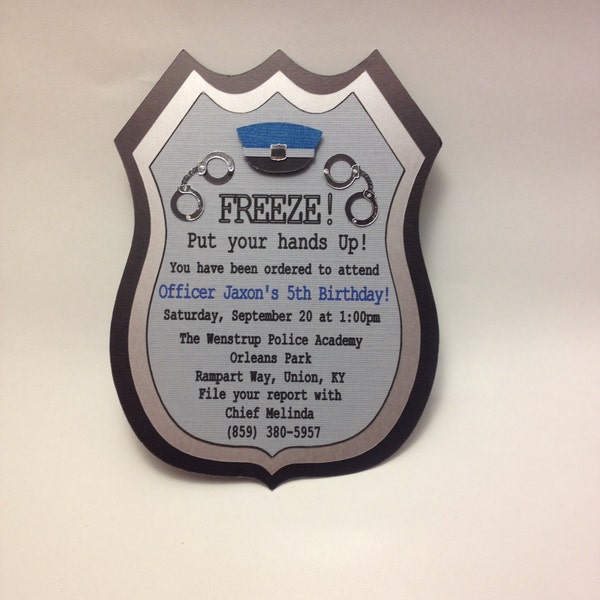 FREEZE!
Put your hands Up!
You have been ordered to attend
Officer Jaxon's 5th Birthday!
Saturday, September 20 at 1:00pm
The Wenstrup Police Academy
Orleans Park
Rampart Way, Union, KY
File your report with
Chief Melinda
(859) 380-5957